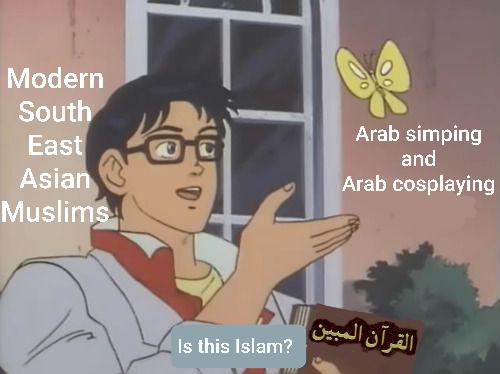 Modern
South
East
Asian
Muslims
Arab simping
and
Arab cosplaying
Is this Islam?
القرآن المبين